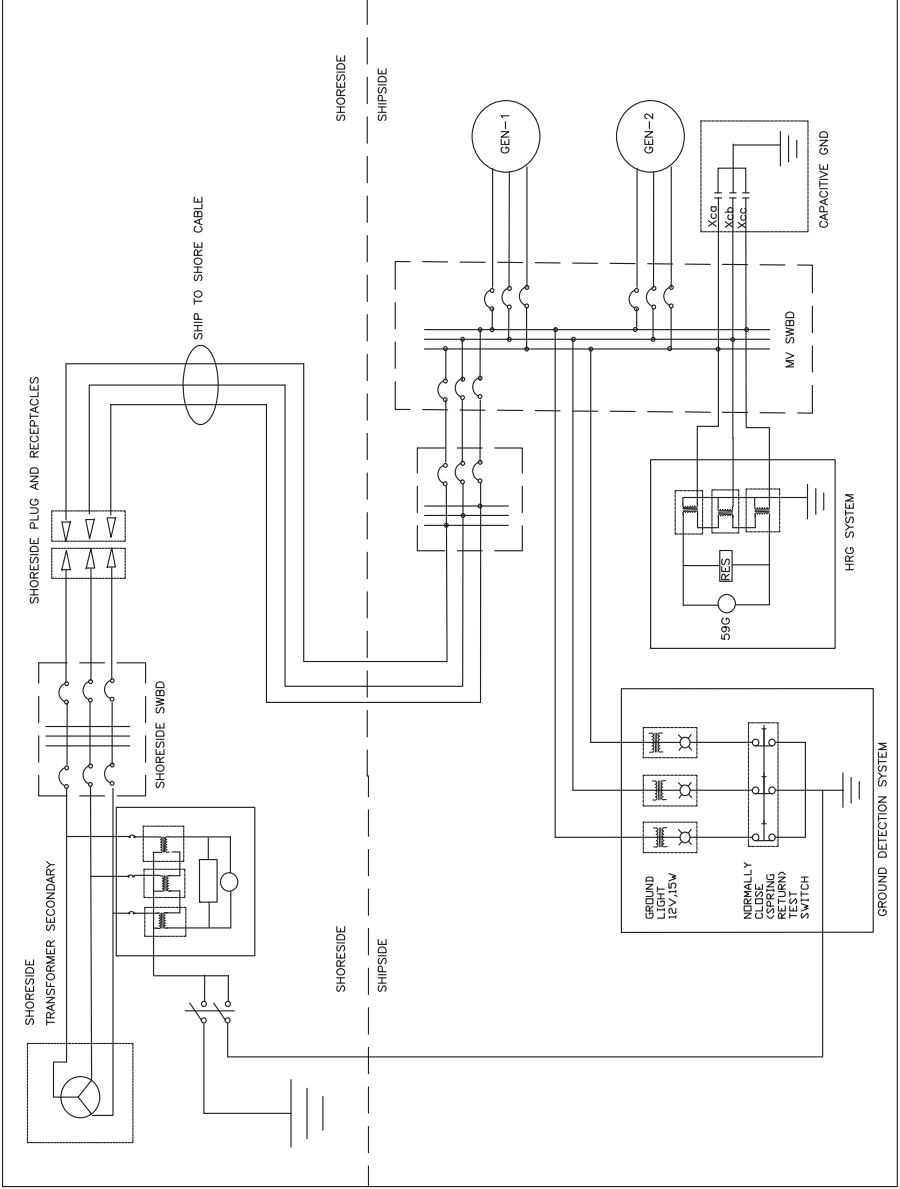 SHORESIDE
TRANSFORMER SECONDARY
SHORESIDE SWBD
SHORESIDE PLUG AND RECEPTACLES
SHIP TO SHORE CABLE
SHORESIDE
SHIPSIDE
SHORESIDE
SHIPSIDE
GEN-1
GEN-2
MV SWBD
Xca
Xcb
Xcc
CAPACITIVE GND
59G
RES
HRG SYSTEM
GROUND
LIGHT
12V,15W
NORMALLY
CLOSE
(SPRING
RETURN)
TEST
SWITCH
GROUND DETECTION SYSTEM